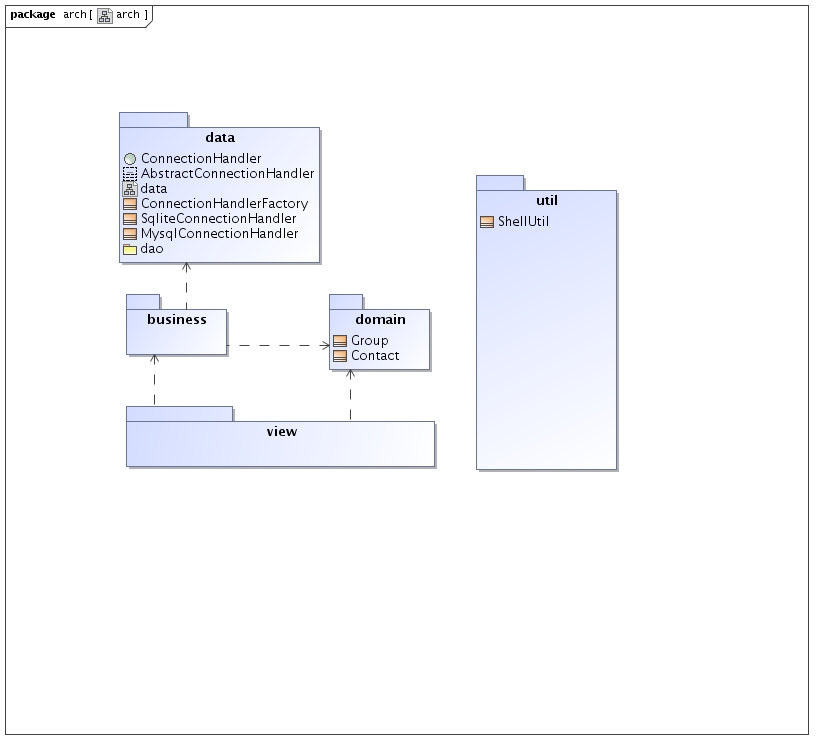 package arch [ arch ]
data
ConnectionHandler
AbstractConnectionHandler
data
ConnectionHandlerFactory
SqliteConnectionHandler
MysqlConnectionHandler
dao
util
ShellUtil
business
domain
Group
Contact
view